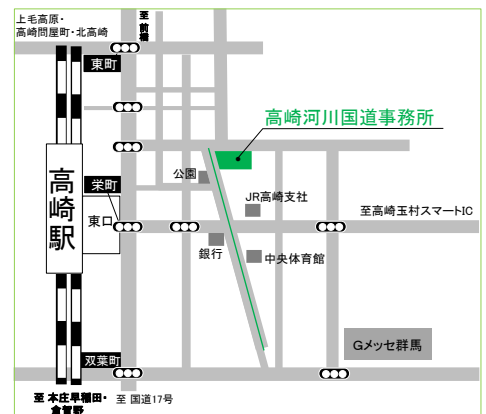 上毛高原・
高崎問屋町・北高崎
至 前橋
東町
高崎河川国道事務所
公園
栄町
高崎駅
JR高崎支社
東口
至高崎玉村スマートIC
銀行
中央体育館
Gメッセ群馬
双葉町
至 本庄早稲田・
倉賀野
至 国道17号